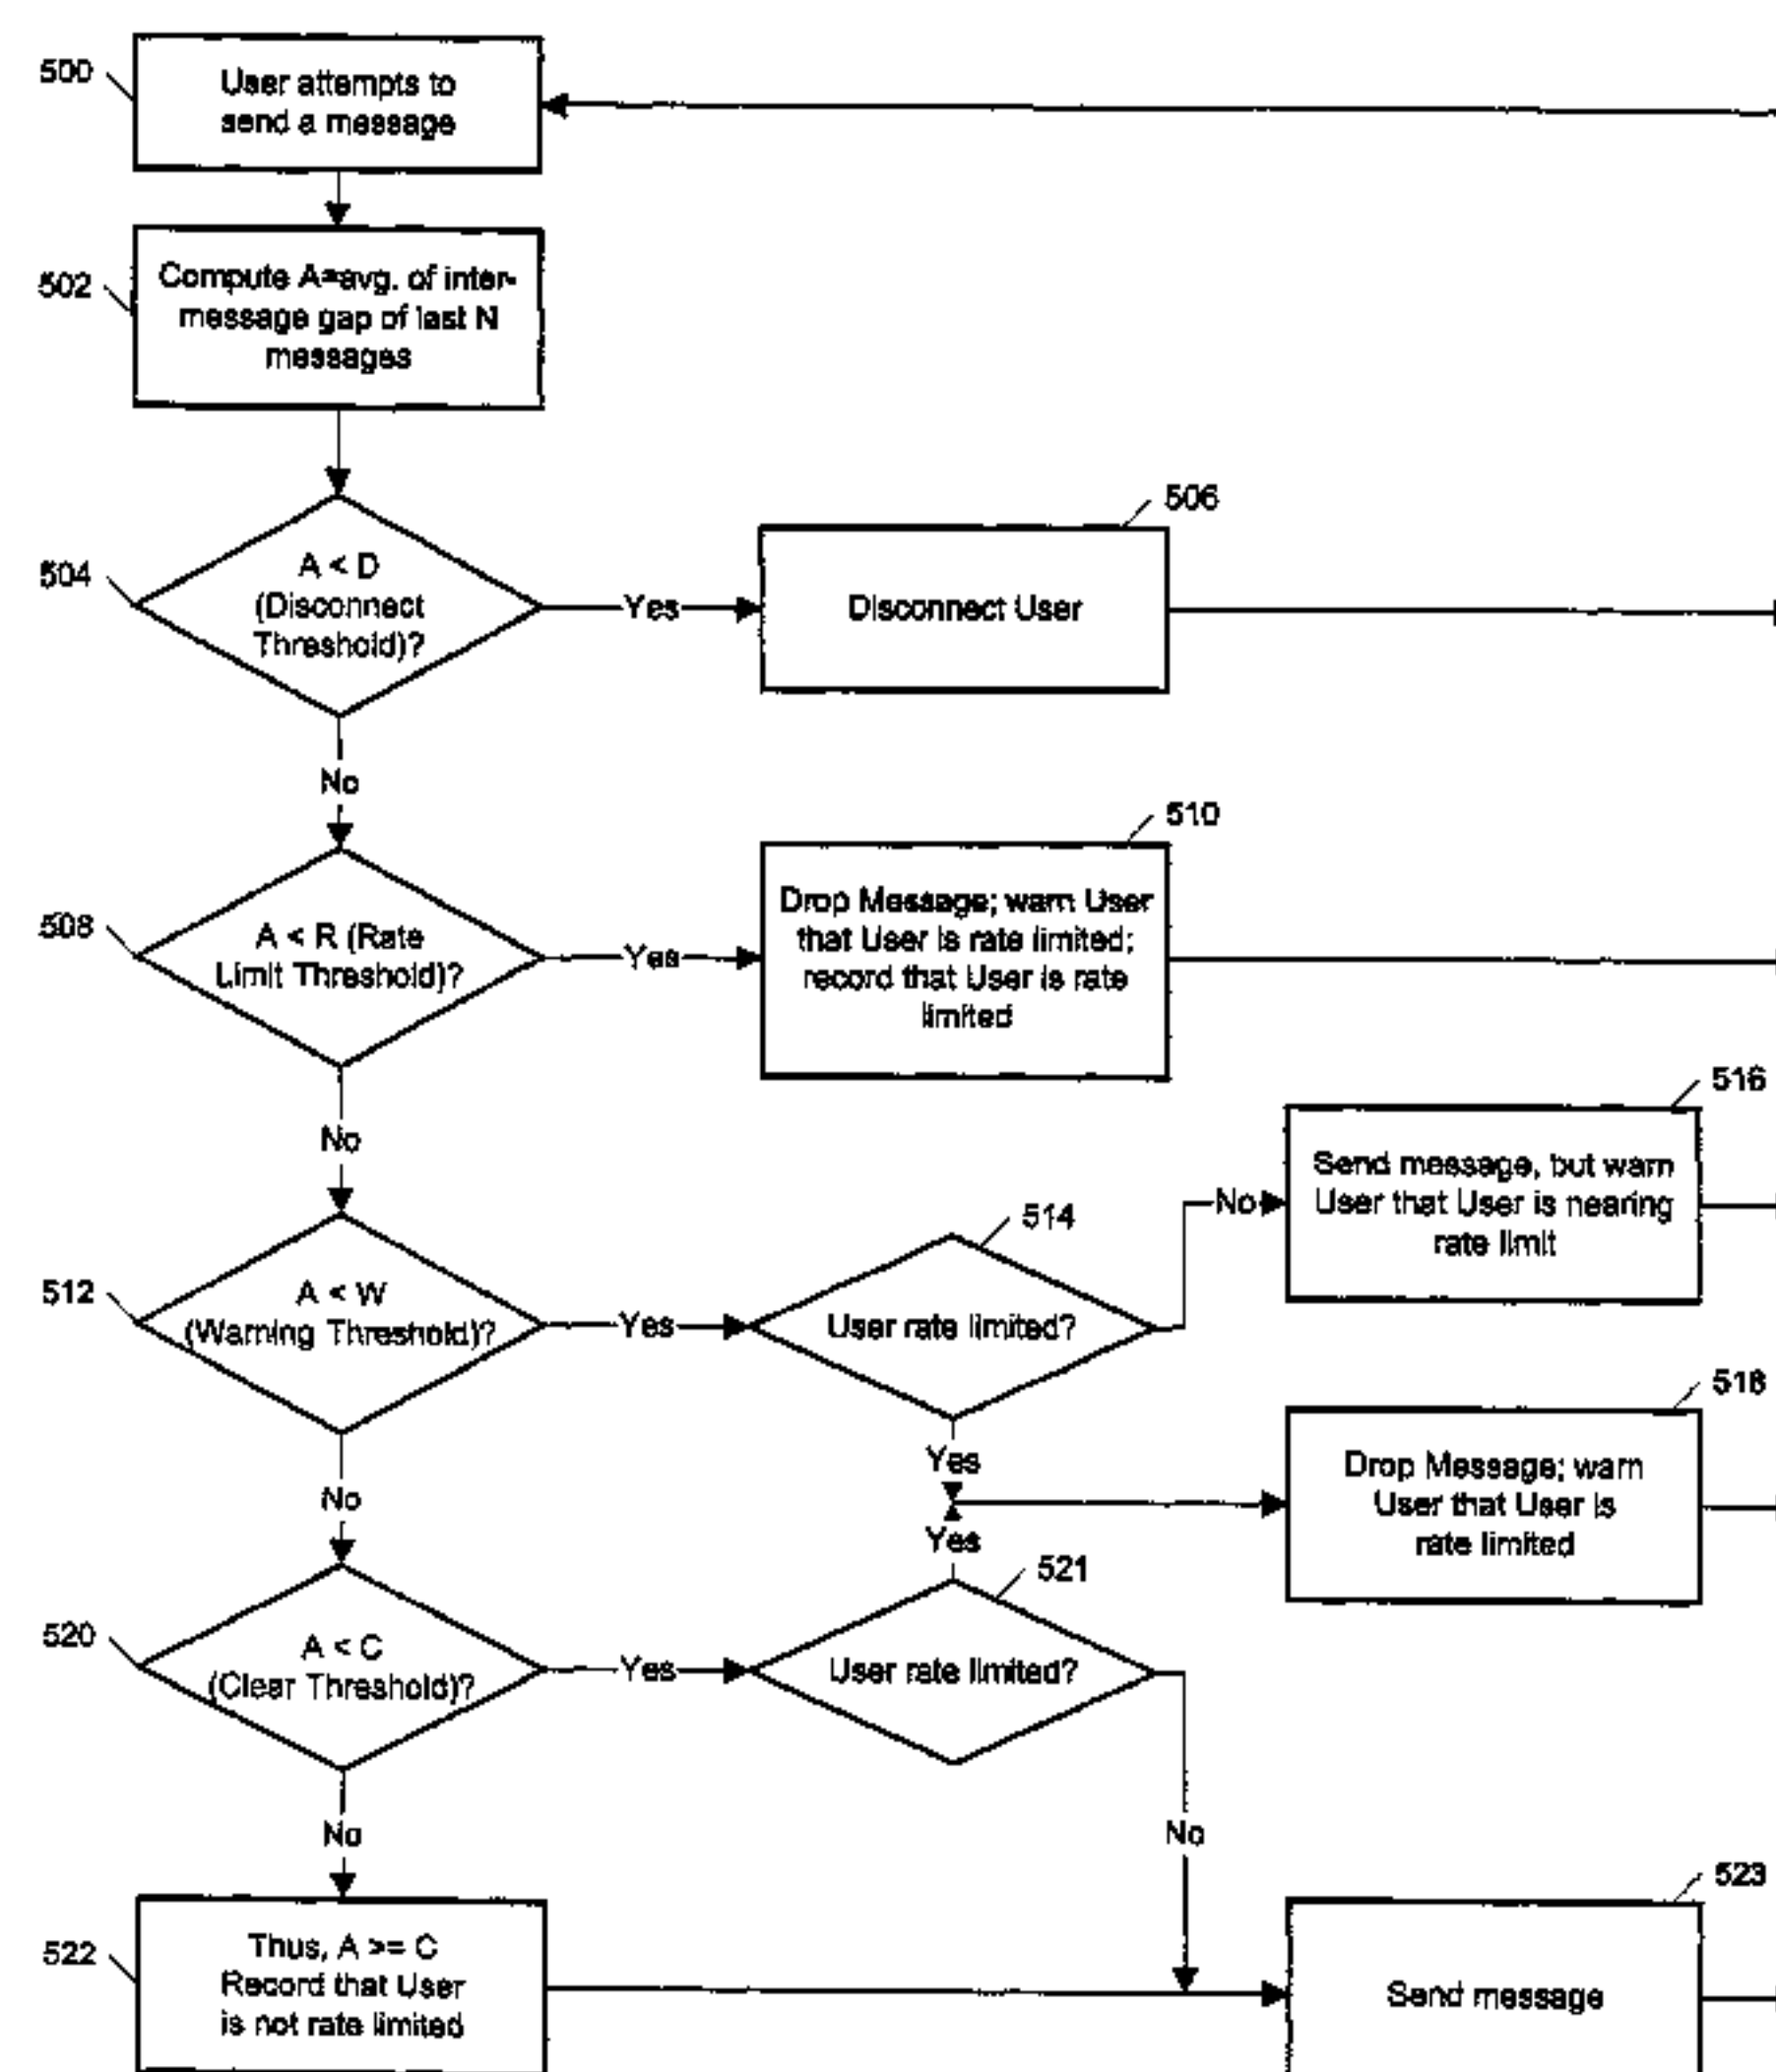 500
User attempts to
send a message
502
Compute A=avg. of inter-
message gap of last N
messages
504
A < D
(Disconnect
Threshold)?
Yes
506
Disconnect User
No
508
A < R (Rate
Limit Threshold)?
Yes
510
Drop Message; warn User
that User is rate limited;
record that User is rate
limited
No
512
A < W
(Warning Threshold)?
Yes
514
User rate limited?
No
516
Send message, but warn
User that User is nearing
rate limit
Yes
518
Drop Message; warn
User that User is
rate limited
No
520
A < C
(Clear Threshold)?
Yes
521
User rate limited?
Yes
No
No
522
Thus, A >= C
Record that User
is not rate limited
523
Send message